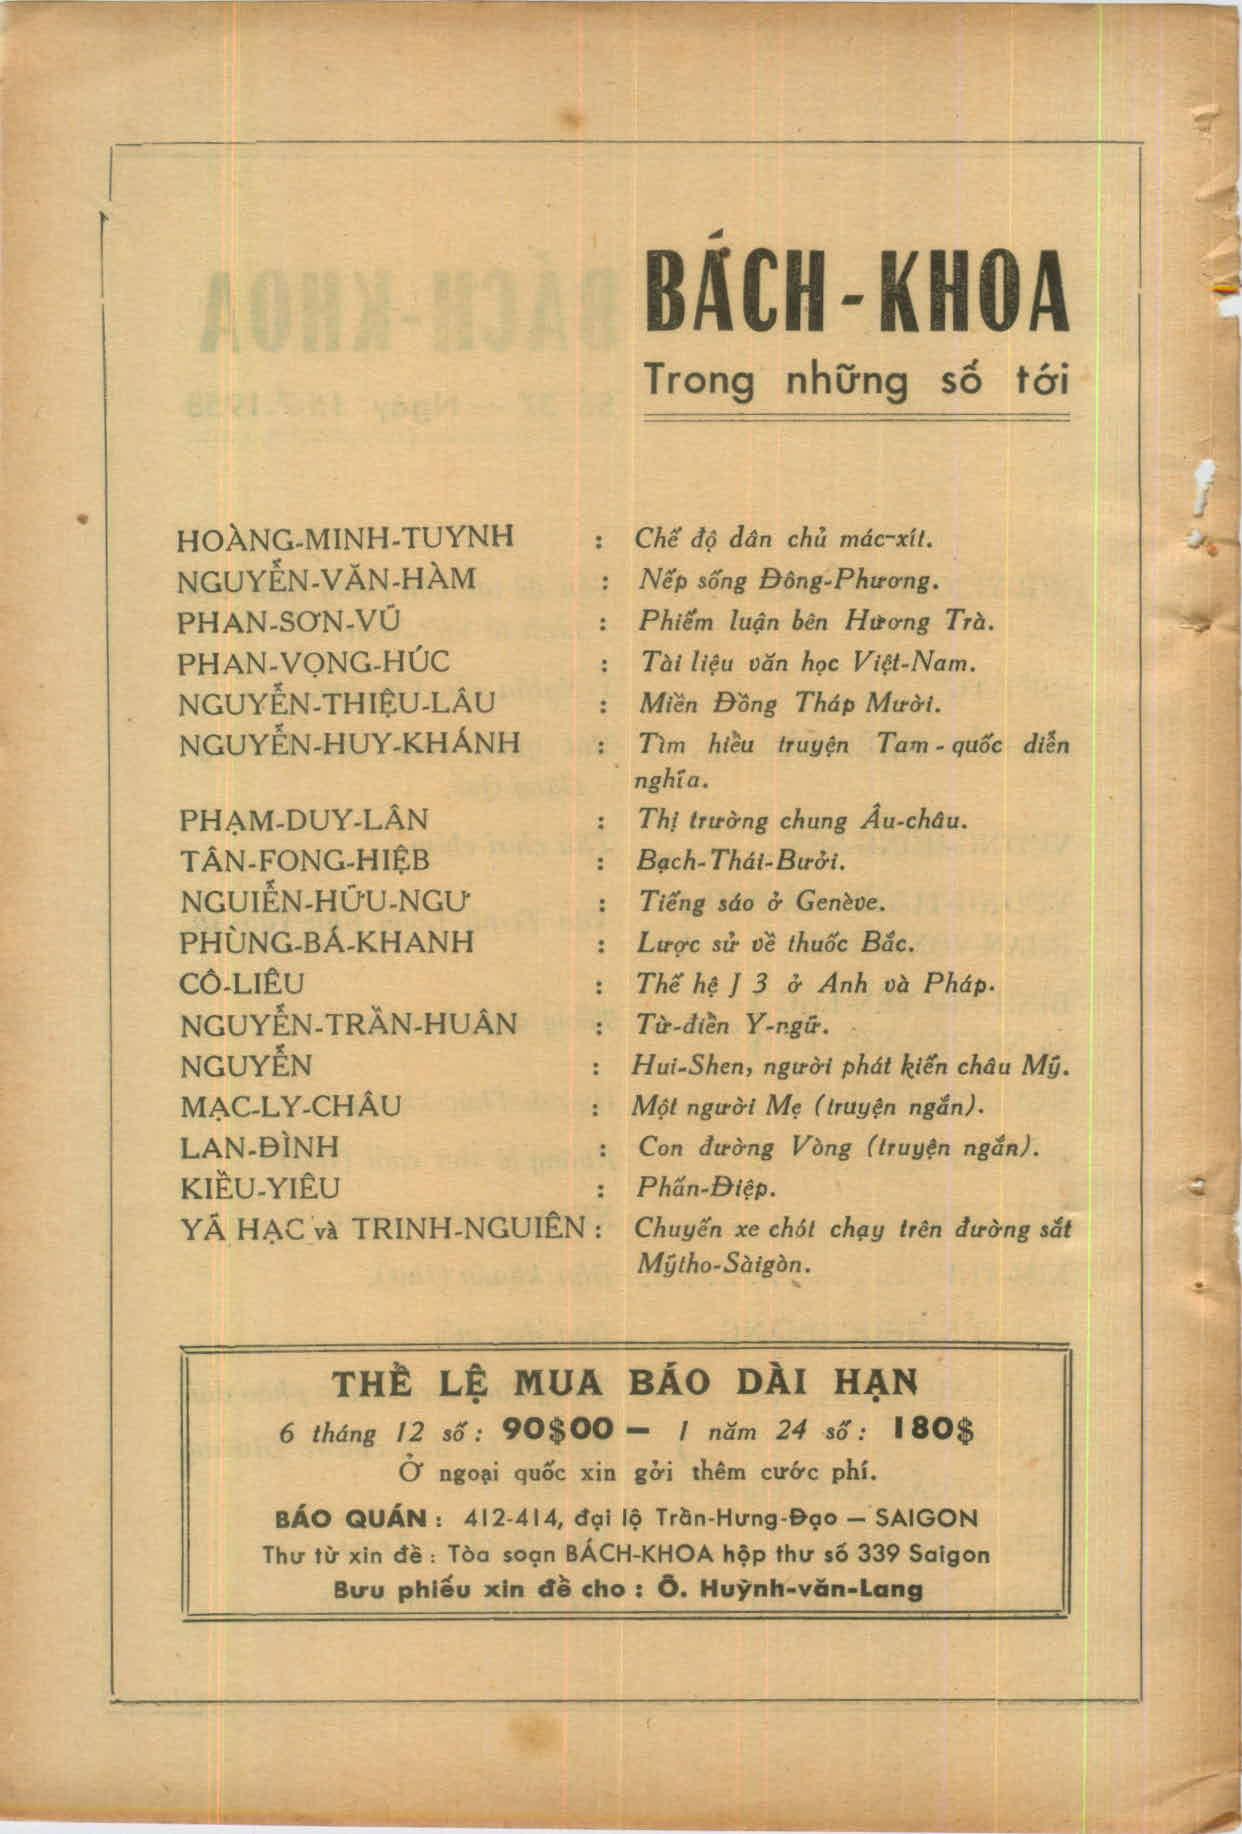 BÁCH - KHOA
Trong những số tới
HOÀNG-MINH-TUYNH : Chế độ dân chủ mác-xít.
NGUYỄN-VĂN-HÀM : Nếp sống Đông-Phương.
PHAN-SƠN-VŨ : Phiếm luận bên Hương Trà.
PHAN-VỌNG-HÚC : Tài liệu văn học Việt-Nam.
NGUYỄN-THIỆU-LÂU : Miền Đồng Tháp Mười.
NGUYỄN-HUY-KHÁNH : Tìm hiểu truyện Tam - quốc diễn
nghĩa.
PHẠM-DUY-LÂN : Thị trường chung Âu-châu.
TÂN-FONG-HIỆB : Bạch-Thái-Bưởi.
NGUIỄN-HỮU-NGƯ : Tiếng sáo ở Genève.
PHÙNG-BÁ-KHANH : Lược sử về thuốc Bắc.
CÔ-LIÊU : Thế hệ J 3 ở Anh và Pháp.
NGUYỄN-TRẦN-HUÂN : Từ-điển Y-ngữ.
NGUYỄN : Hui-Shen, người phát kiến châu Mỹ.
MẠC-LY-CHÂU : Một người Mẹ (truyện ngắn).
LAN-ĐÌNH : Con đường Vòng (truyện ngắn).
KIỀU-YIÊU : Phấn-Điệp.
YÃ HẠC và TRINH-NGUIÊN : Chuyến xe chót chạy trên đường sắt
Mỹtho-Sàigòn.
THỂ LỆ MUA BÁO DÀI HẠN
6 tháng 12 số : 90$00 — 1 năm 24 số : 180$
Ở ngoại quốc xin gởi thêm cước phí.
BÁO QUÁN : 412-414, đại lộ Trần-Hưng-Đạo — SAIGON
Thư từ xin đề : Tòa soạn BÁCH-KHOA hộp thư số 339 Saigon
Bưu phiếu xin đề cho : Ô. Huỳnh-văn-Lang